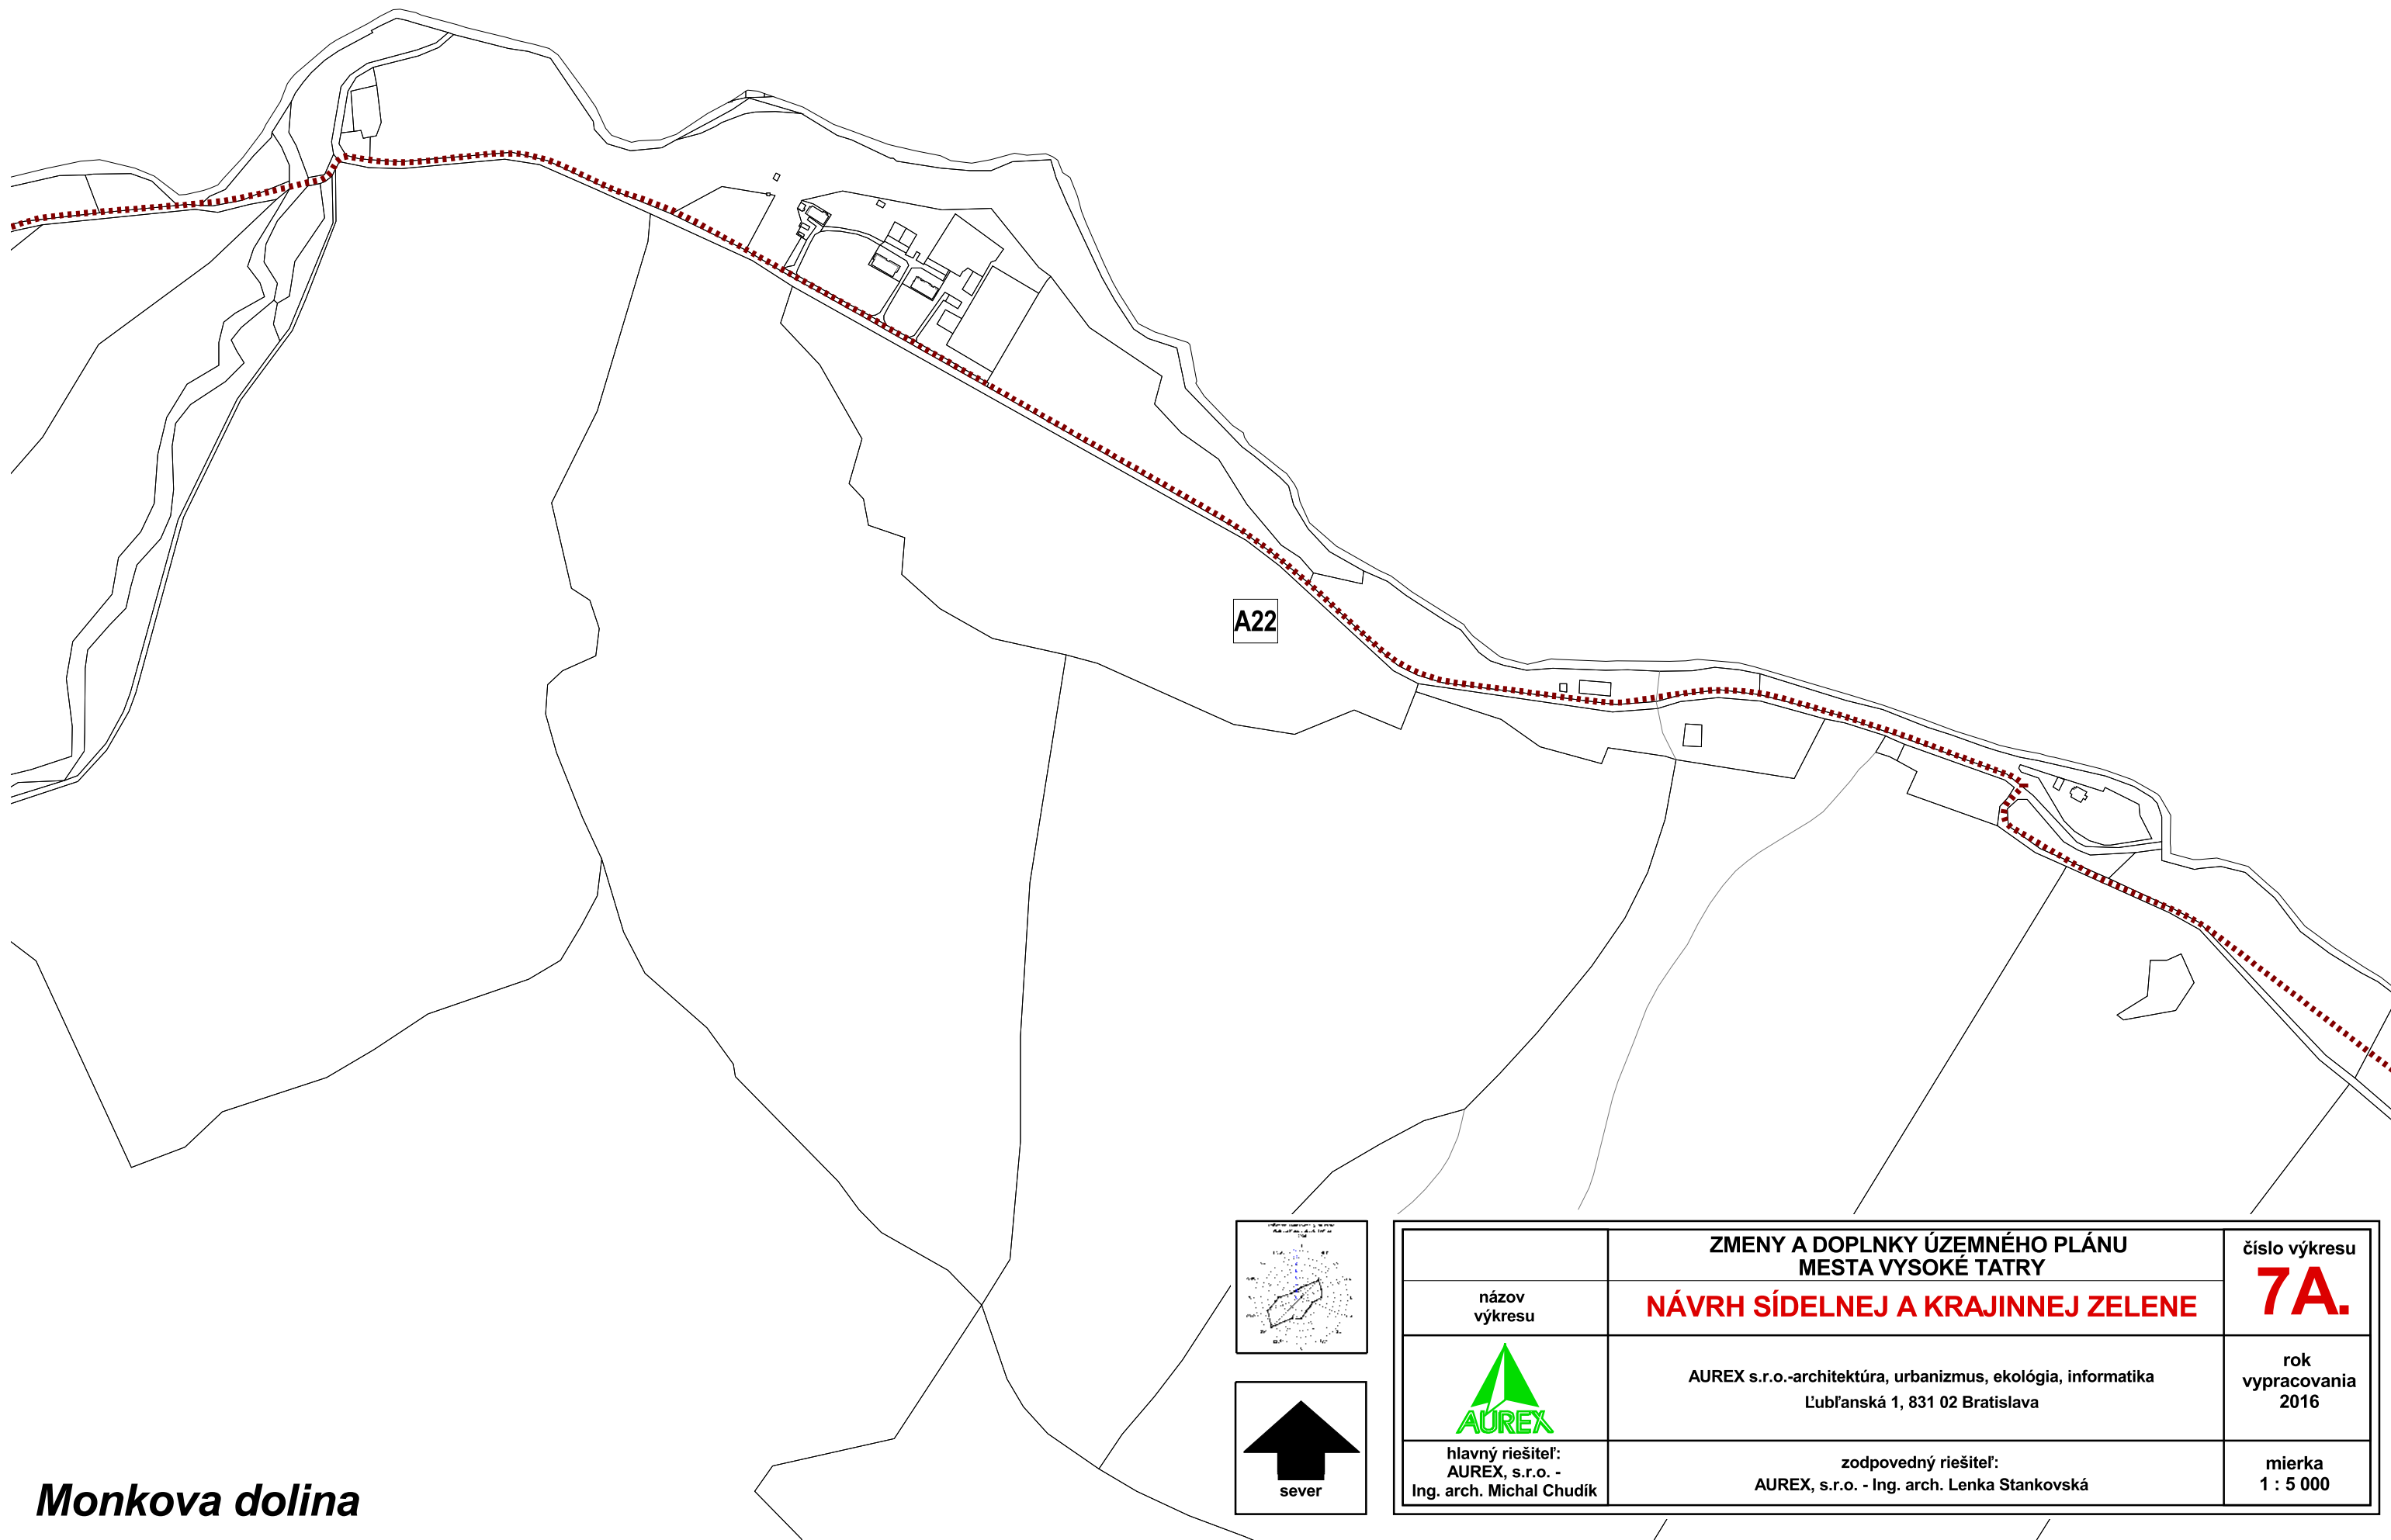 A22
ZMENY A DOPLNKY ÚZEMNÉHO PLÁNU
MESTA VYSOKÉ TATRY
číslo výkresu
7A.
názov
výkresu
NÁVRH SÍDELNEJ A KRAJINNEJ ZELENE
AUREX
AUREX s.r.o.-architektúra, urbanizmus, ekológia, informatika
Ľubľanská 1, 831 02 Bratislava
rok
vypracovania
2016
hlavný riešiteľ:
AUREX, s.r.o. -
Ing. arch. Michal Chudík
zodpovedný riešiteľ:
AUREX, s.r.o. - Ing. arch. Lenka Stankovská
mierka
1 : 5 000
sever
Monkova dolina